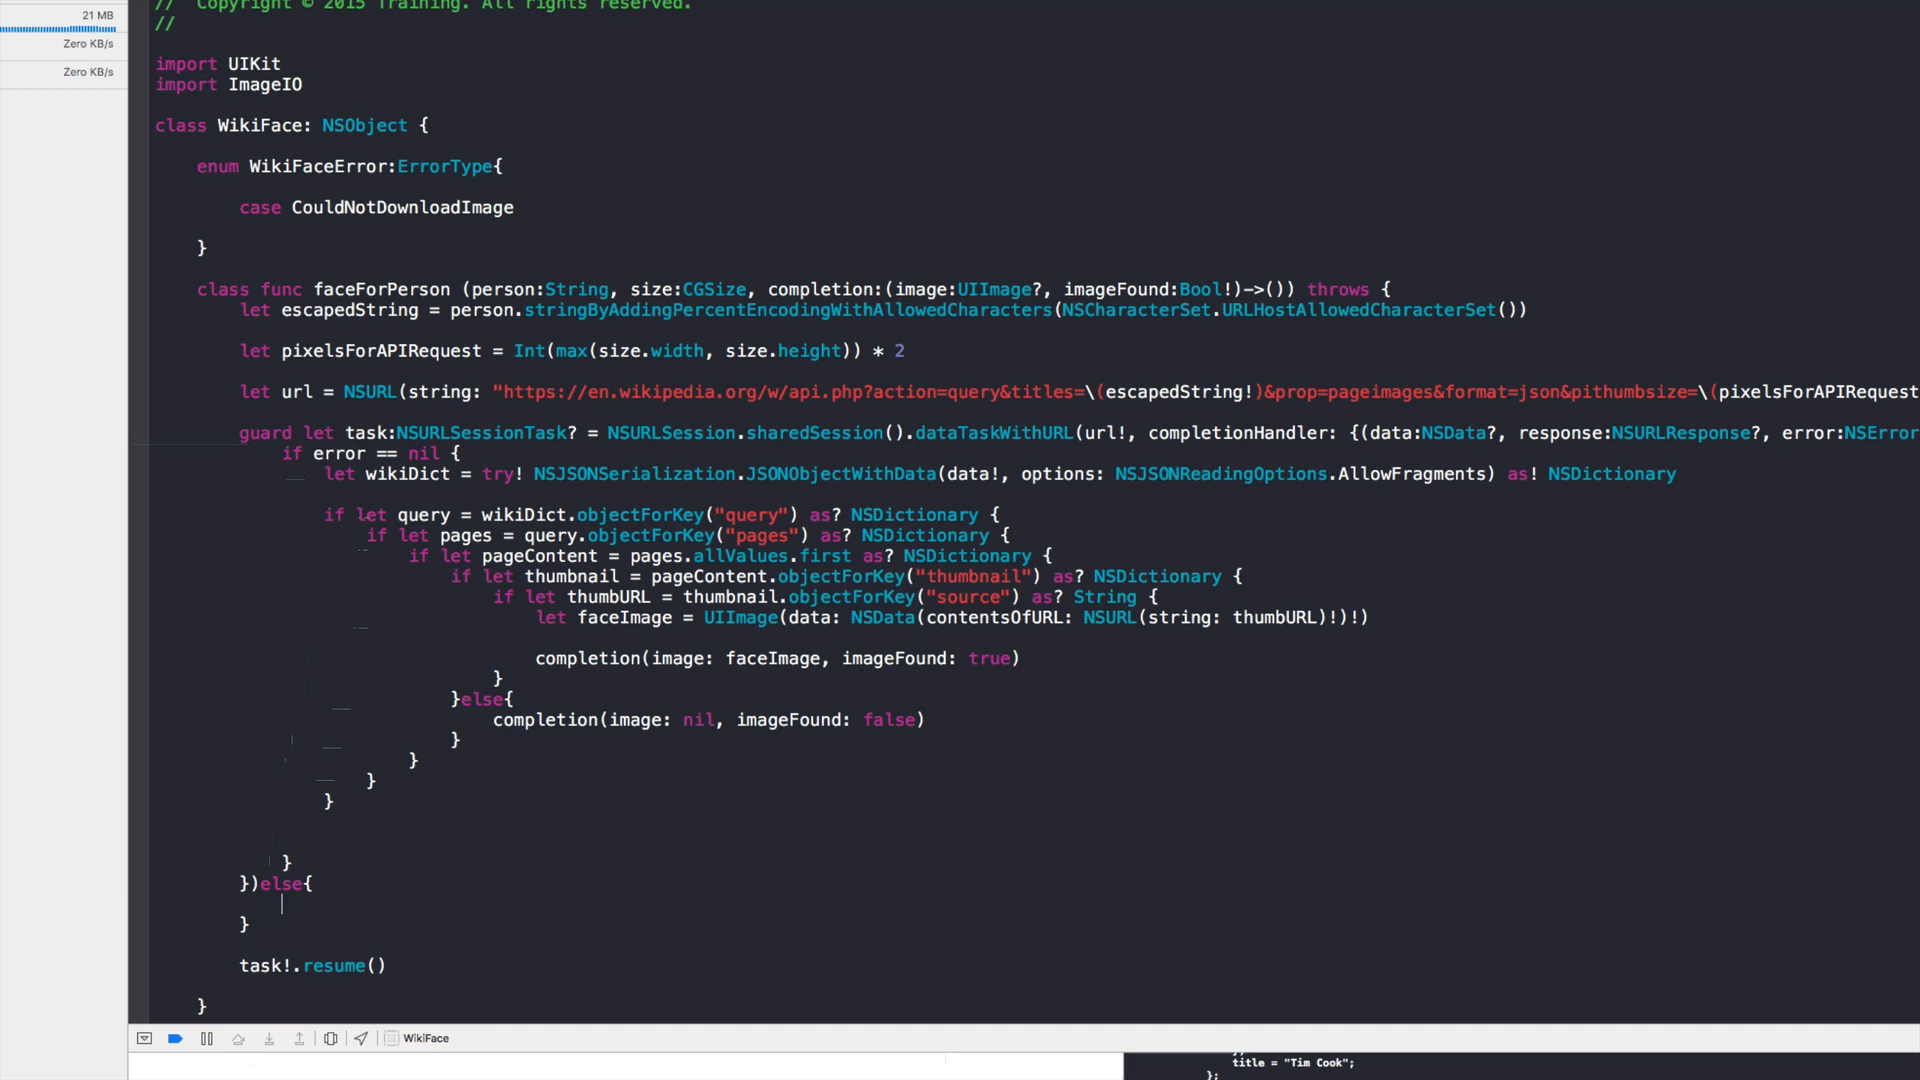 //  Copyright © 2015 Training. All rights reserved.
//
21 MB
Zero KB/s
Zero KB/s
import UIKit
import ImageIO
class WikiFace: NSObject {
enum WikiFaceError:ErrorType{
case CouldNotDownloadImage
}
class func faceForPerson (person:String, size:CGSize, completion:(image:UIImage?, imageFound:Bool!)->()) throws {
let escapedString = person.stringByAddingPercentEncodingWithAllowedCharacters(NSCharacterSet.URLHostAllowedCharacterSet())
let pixelsForAPIRequest = Int(max(size.width, size.height)) * 2
let url = NSURL(string: "https://en.wikipedia.org/w/api.php?action=query&titles=\(escapedString!)&prop=pageimages&format=json&pithumbsize=\(pixelsForAPIRequest
guard let task:NSURLSessionTask? = NSURLSession.sharedSession().dataTaskWithURL(url!, completionHandler: {(data:NSData?, response:NSURLResponse?, error:NSError
if error == nil {
let wikiDict = try! NSJSONSerialization.JSONObjectWithData(data!, options: NSJSONReadingOptions.AllowFragments) as! NSDictionary
if let query = wikiDict.objectForKey("query") as? NSDictionary {
if let pages = query.objectForKey("pages") as? NSDictionary {
if let pageContent = pages.allValues.first as? NSDictionary {
if let thumbnail = pageContent.objectForKey("thumbnail") as? NSDictionary {
if let thumbURL = thumbnail.objectForKey("source") as? String {
let faceImage = UIImage(data: NSData(contentsOfURL: NSURL(string: thumbURL)!)!)
completion(image: faceImage, imageFound: true)
}
}else{
completion(image: nil, imageFound: false)
}
}
}
}
}
})else{
}
task!.resume()
}
WikiFace
title = "Tim Cook";
};